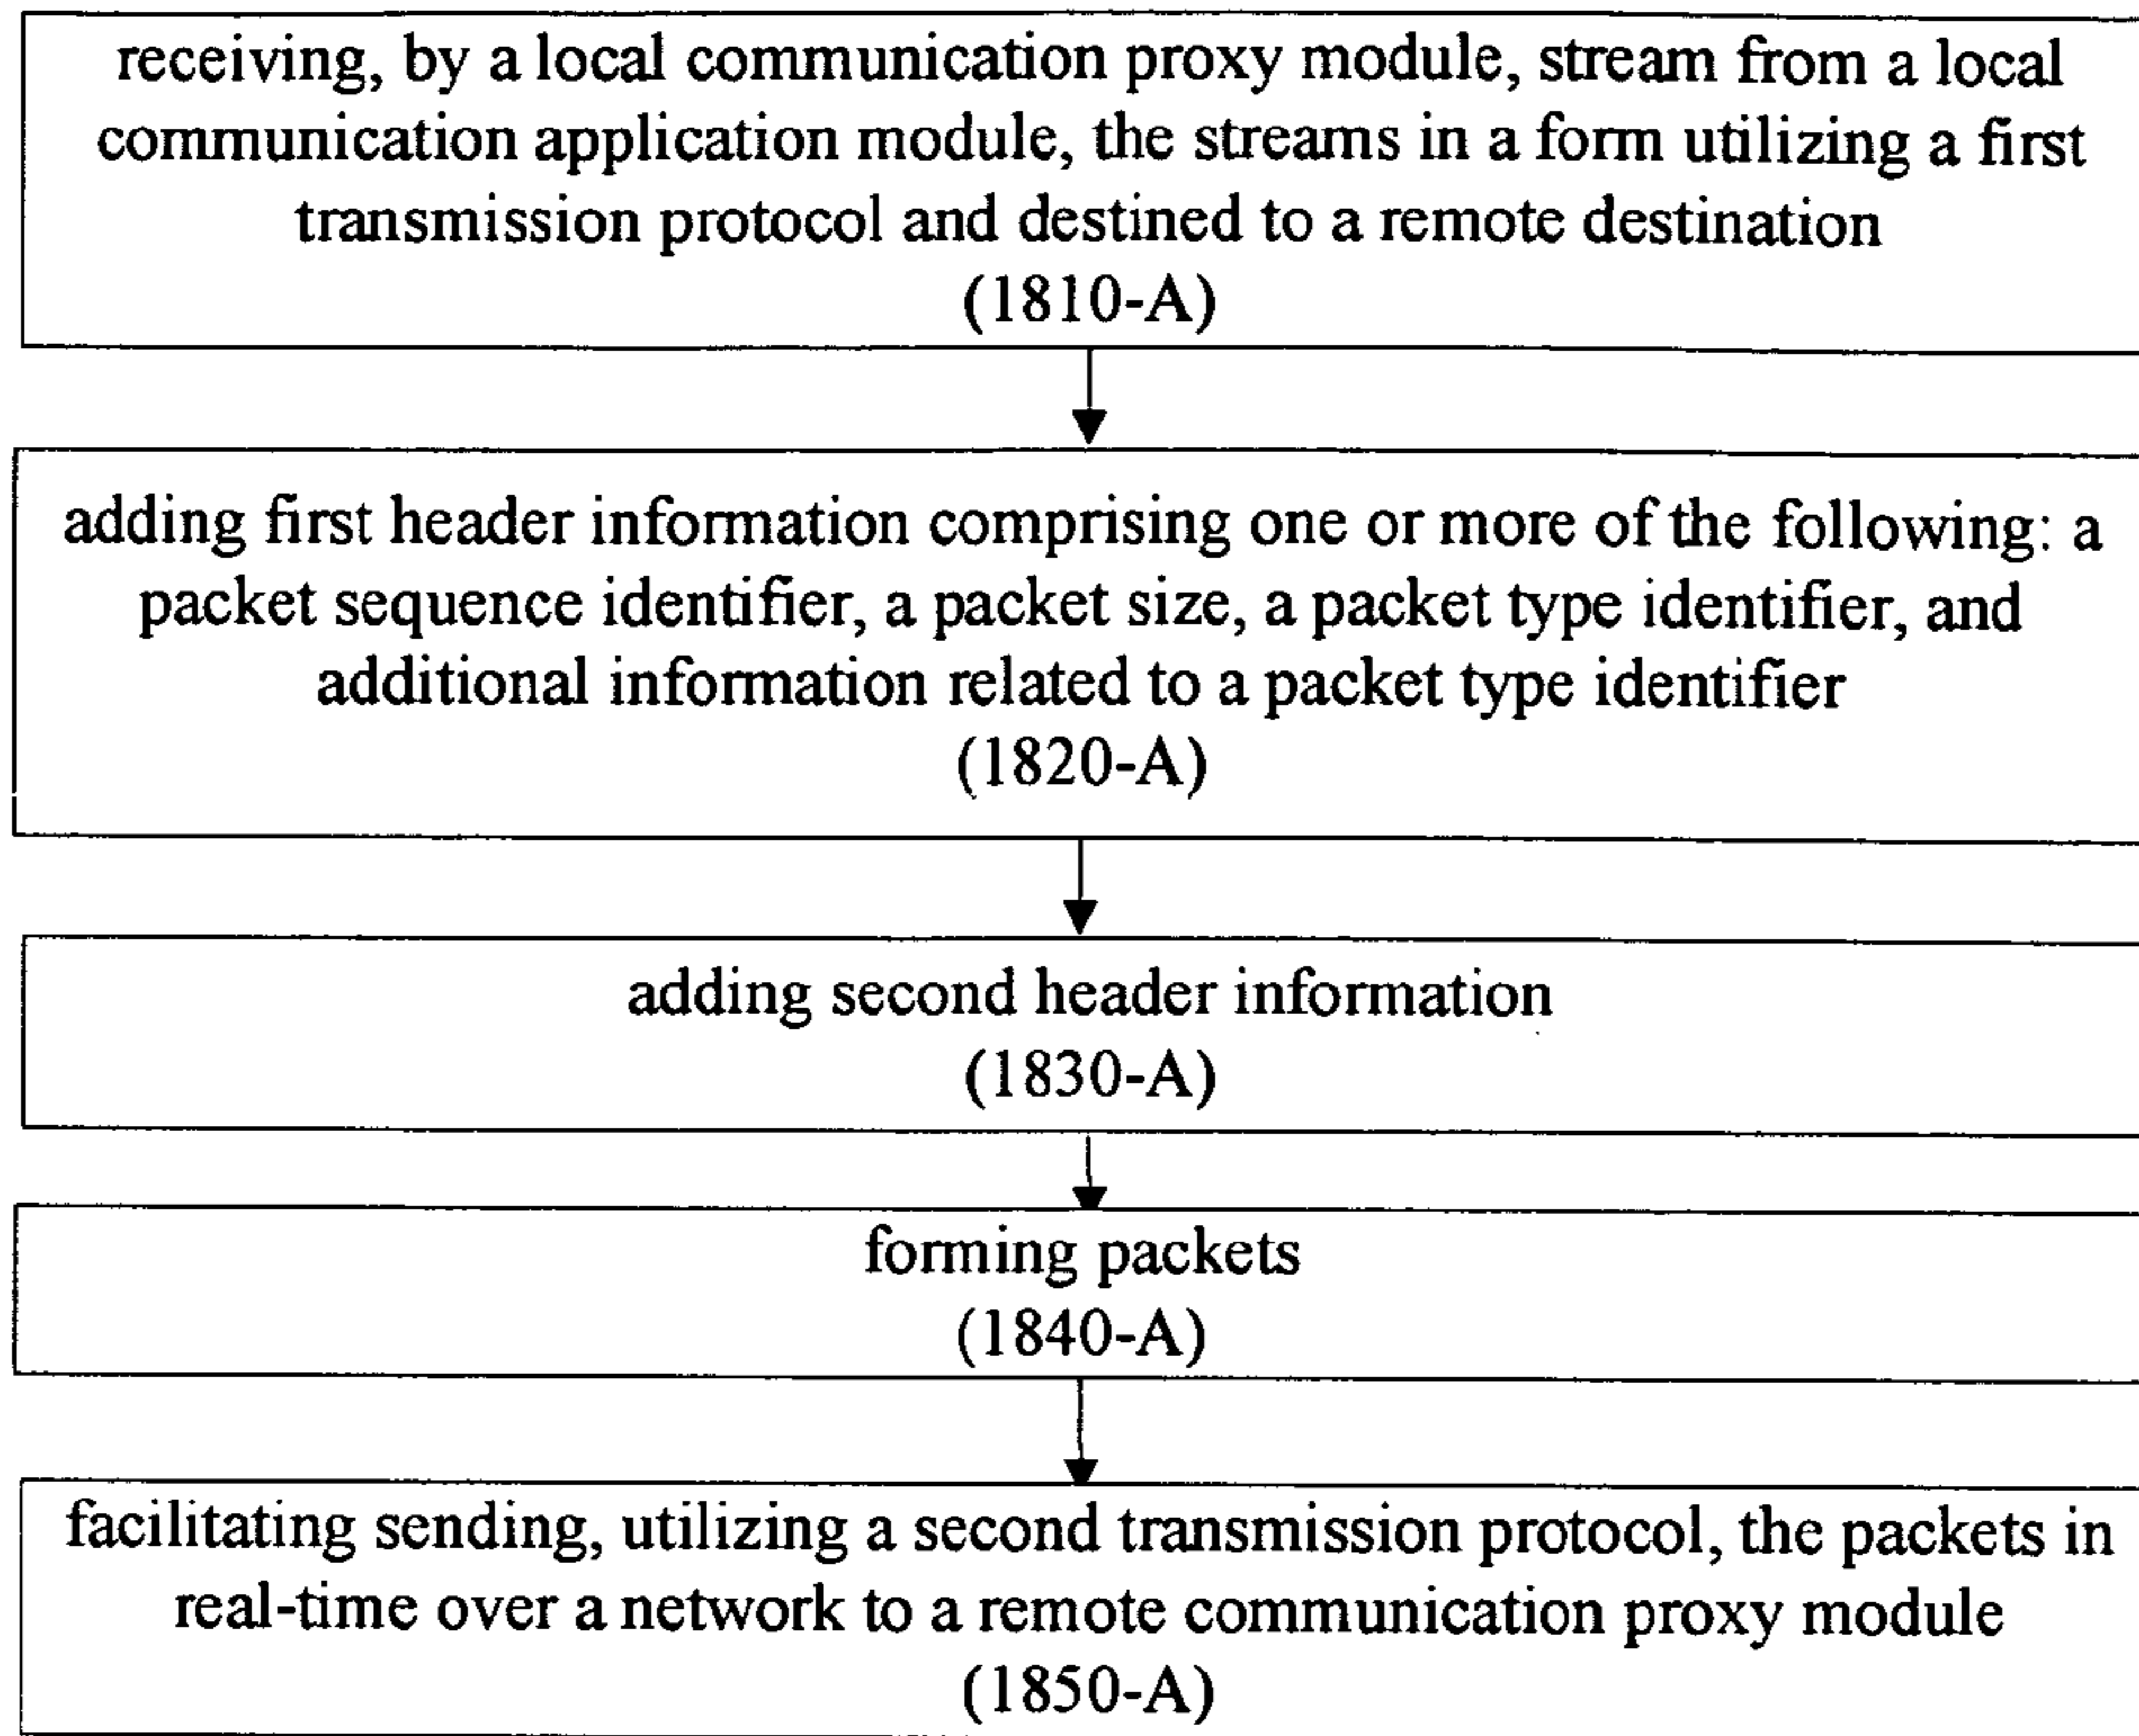 receiving, by a local communication proxy module, stream from a local
communication application module, the streams in a form utilizing a first
transmission protocol and destined to a remote destination
(1810-A)
adding first header information comprising one or more of the following: a
packet sequence identifier, a packet size, a packet type identifier, and
additional information related to a packet type identifier
(1820-A)
adding second header information
(1830-A)
forming packets
(1840-A)
facilitating sending, utilizing a second transmission protocol, the packets in
real-time over a network to a remote communication proxy module
(1850-A)